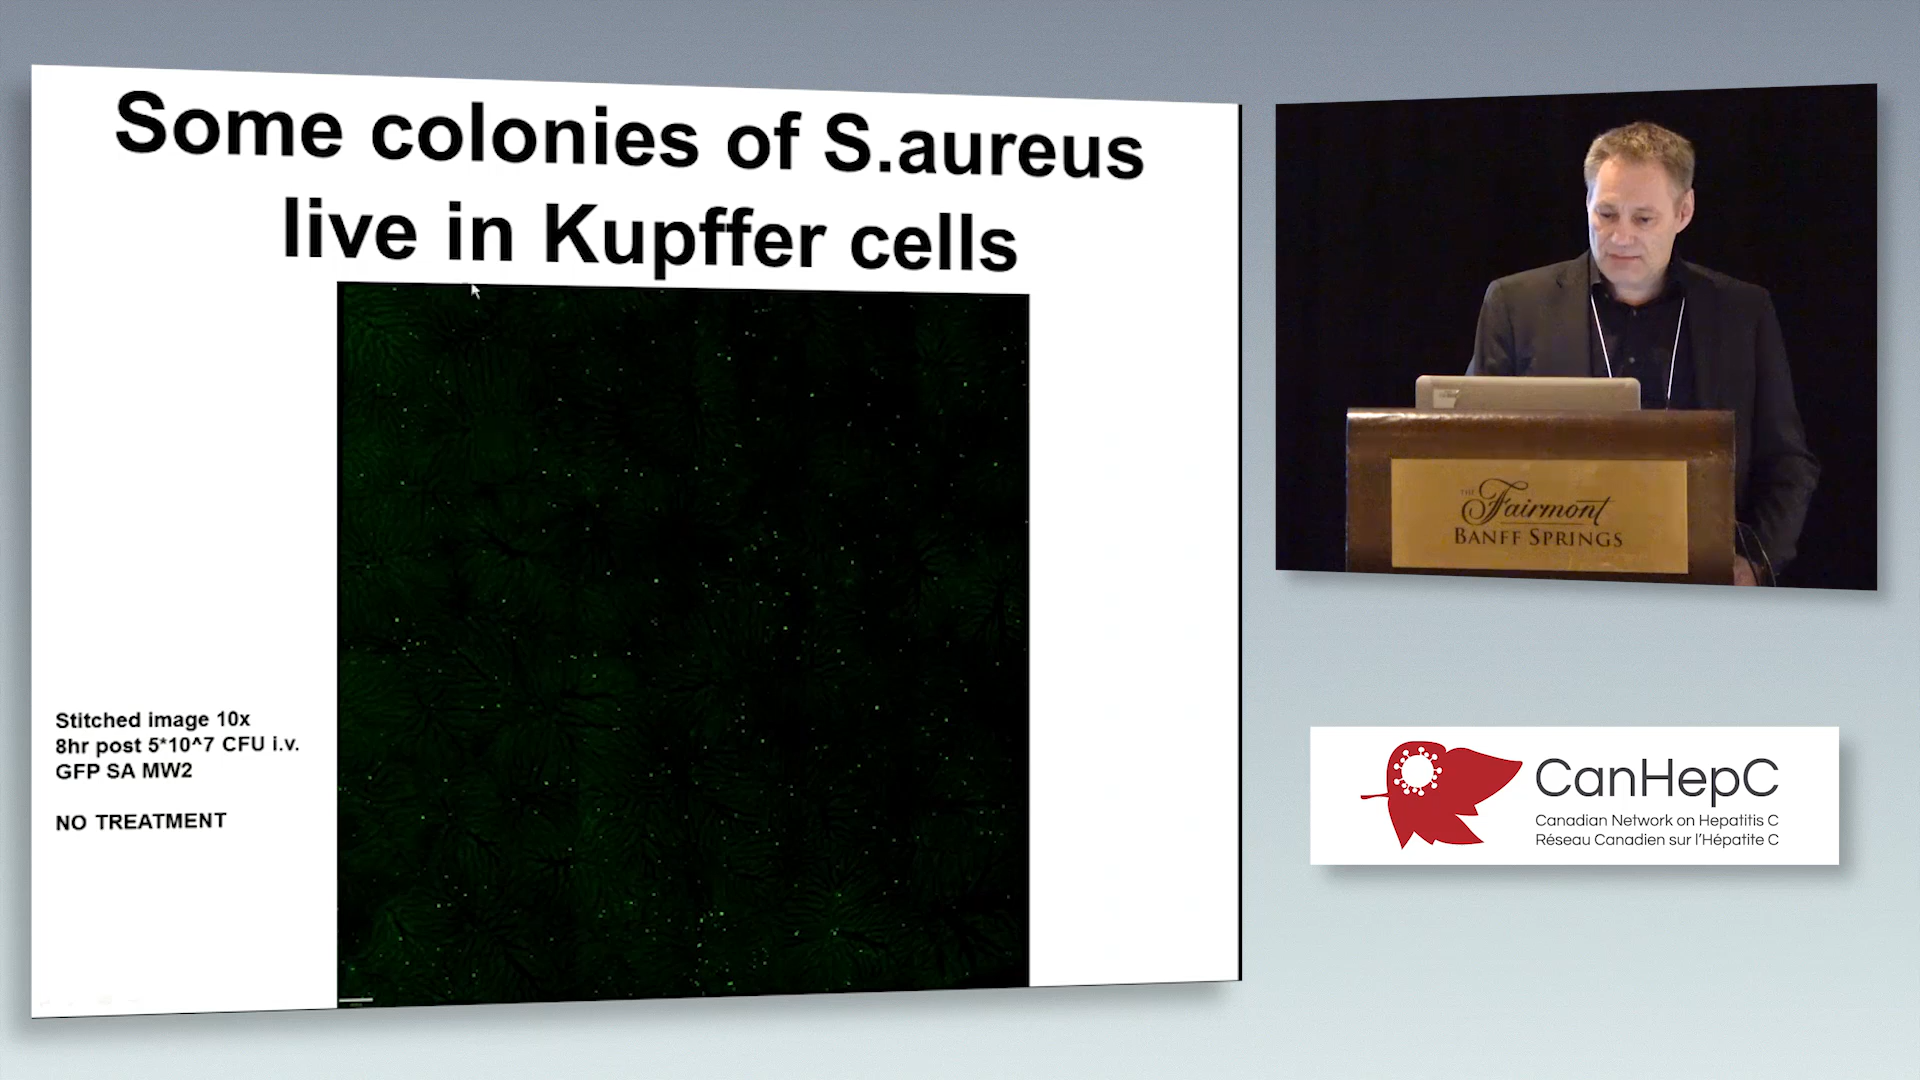 Some colonies of S.aureus
live in Kupffer cells
Stitched image 10x
8hr post 5*10^7 CFU i.v.
GFP SA MW2
NO TREATMENT
THE Fairmont
BANFF SPRINGS
CanHepC
Canadian Network on Hepatitis C
Réseau Canadien sur l'Hépatite C